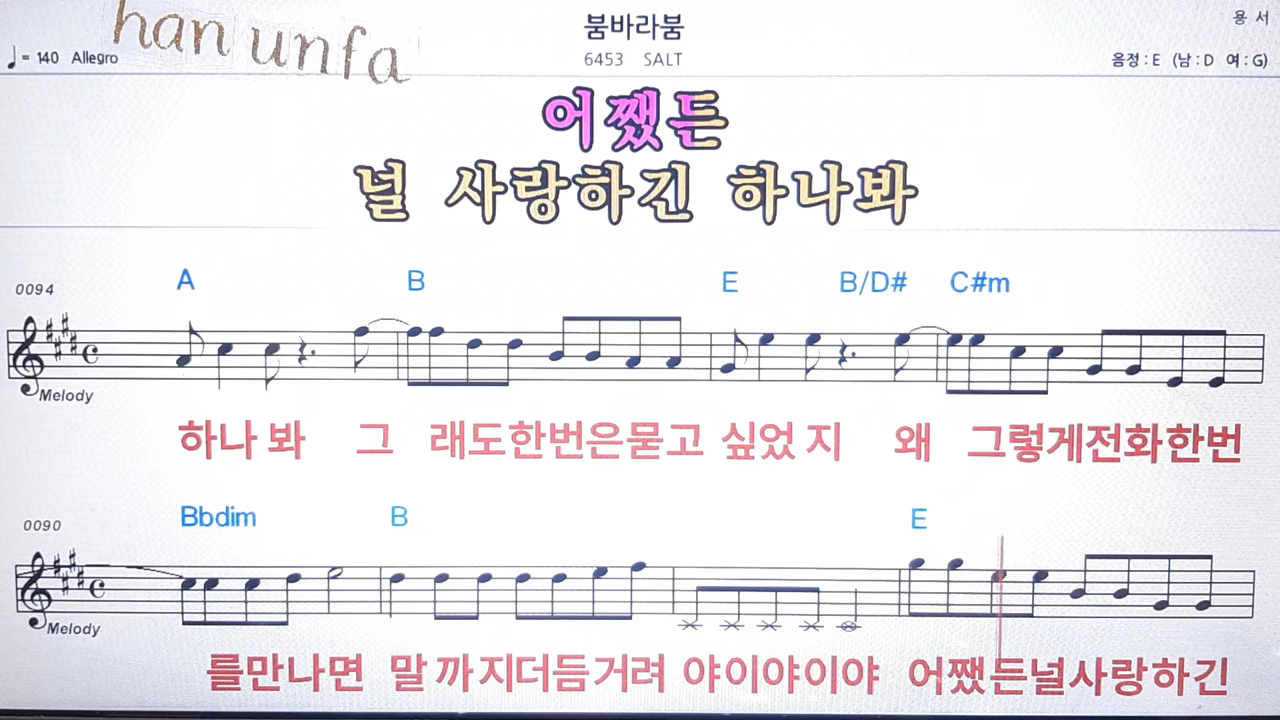 han unfa
붐바라붐
용 서
♩= 140 Allegro
6453 SALT
음정 : E (남 : D 여 : G)
어쨌든
널 사랑하긴 하나봐
0094
A B E B/D# C#m
Melody
하나 봐 그 래도한번은묻고 싶었 지 왜 그렇게전화한번
0090
Bbdim B E
Melody
를만나면 말 까지더듬거려 야이야이야 어쨌든널사랑하긴